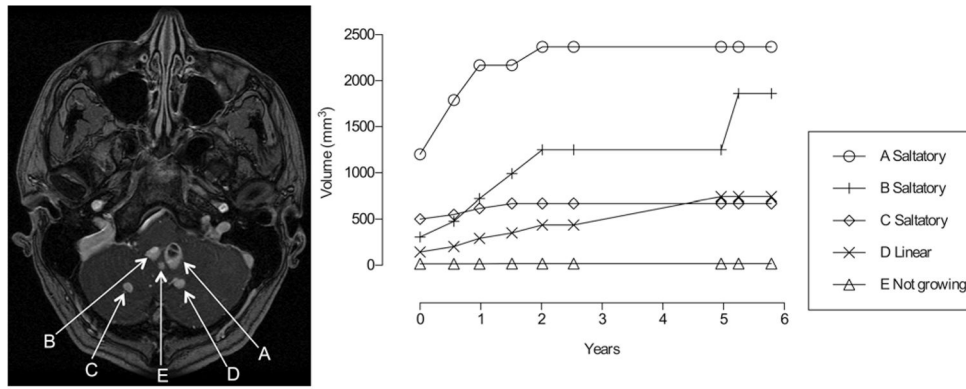 B
C
E
D
A
Volume (mm³)
2500
2000
1500
1000
500
0
0 1 2 3 4 5 6
Years
A Saltatory
B Saltatory
C Saltatory
D Linear
E Not growing